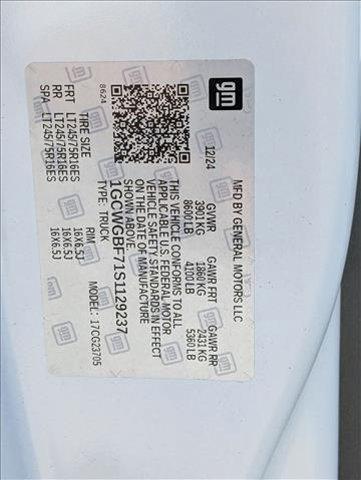 gm
MFD BY GENERAL MOTORS LLC
12/24
GVWR GAWR FRT GAWR RR
3901 KG 1860 KG 2431 KG
8600 LB 4100 LB 5360 LB
THIS VEHICLE CONFORMS TO ALL
APPLICABLE U.S. FEDERAL MOTOR
VEHICLE SAFETY STANDARDS IN EFFECT
ON THE DATE OF MANUFACTURE
SHOWN ABOVE.
1GCWGBF71S1129237
8624 TYPE: TRUCK MODEL: 17CG23705
TIRE SIZE RIM
FRT LT245/75R16ES 16X6.5J
RR LT245/75R16ES 16X6.5J
SPA LT245/75R16ES 16X6.5J